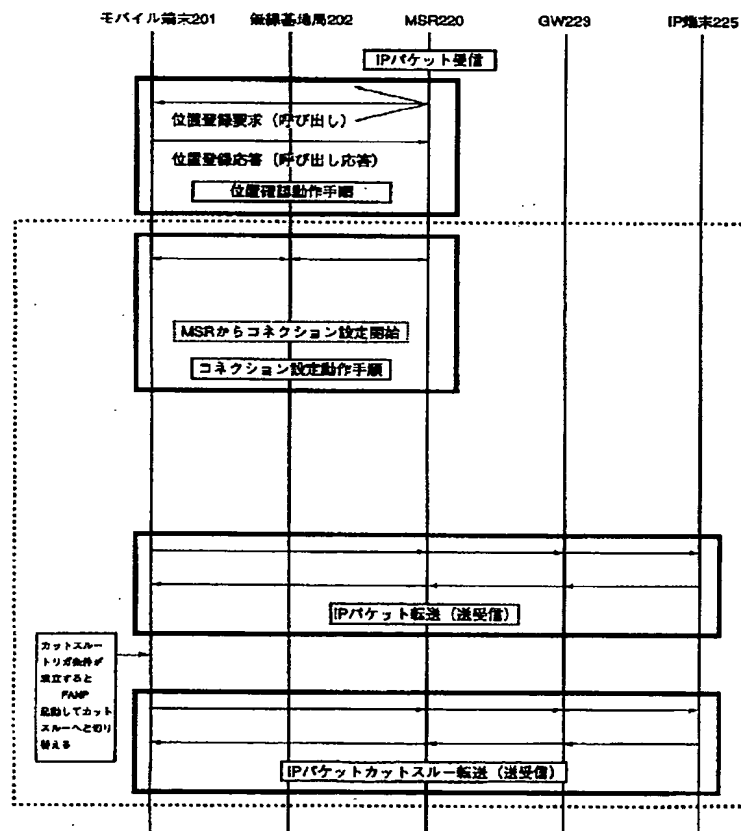 モバイル端末201 無線基地局202 MSR220 GW223 IP端末225
IPパケット受信
位置登録要求（呼び出し）
位置登録応答（呼び出し応答）
位置確認動作手順
MSRからコネクション設定開始
コネクション設定動作手順
IPパケット転送（送受信）
カットスルー
トリガ条件が
成立すると
FANP
起動してカット
スルーへと切り
替える
IPパケットカットスルー転送（送受信）